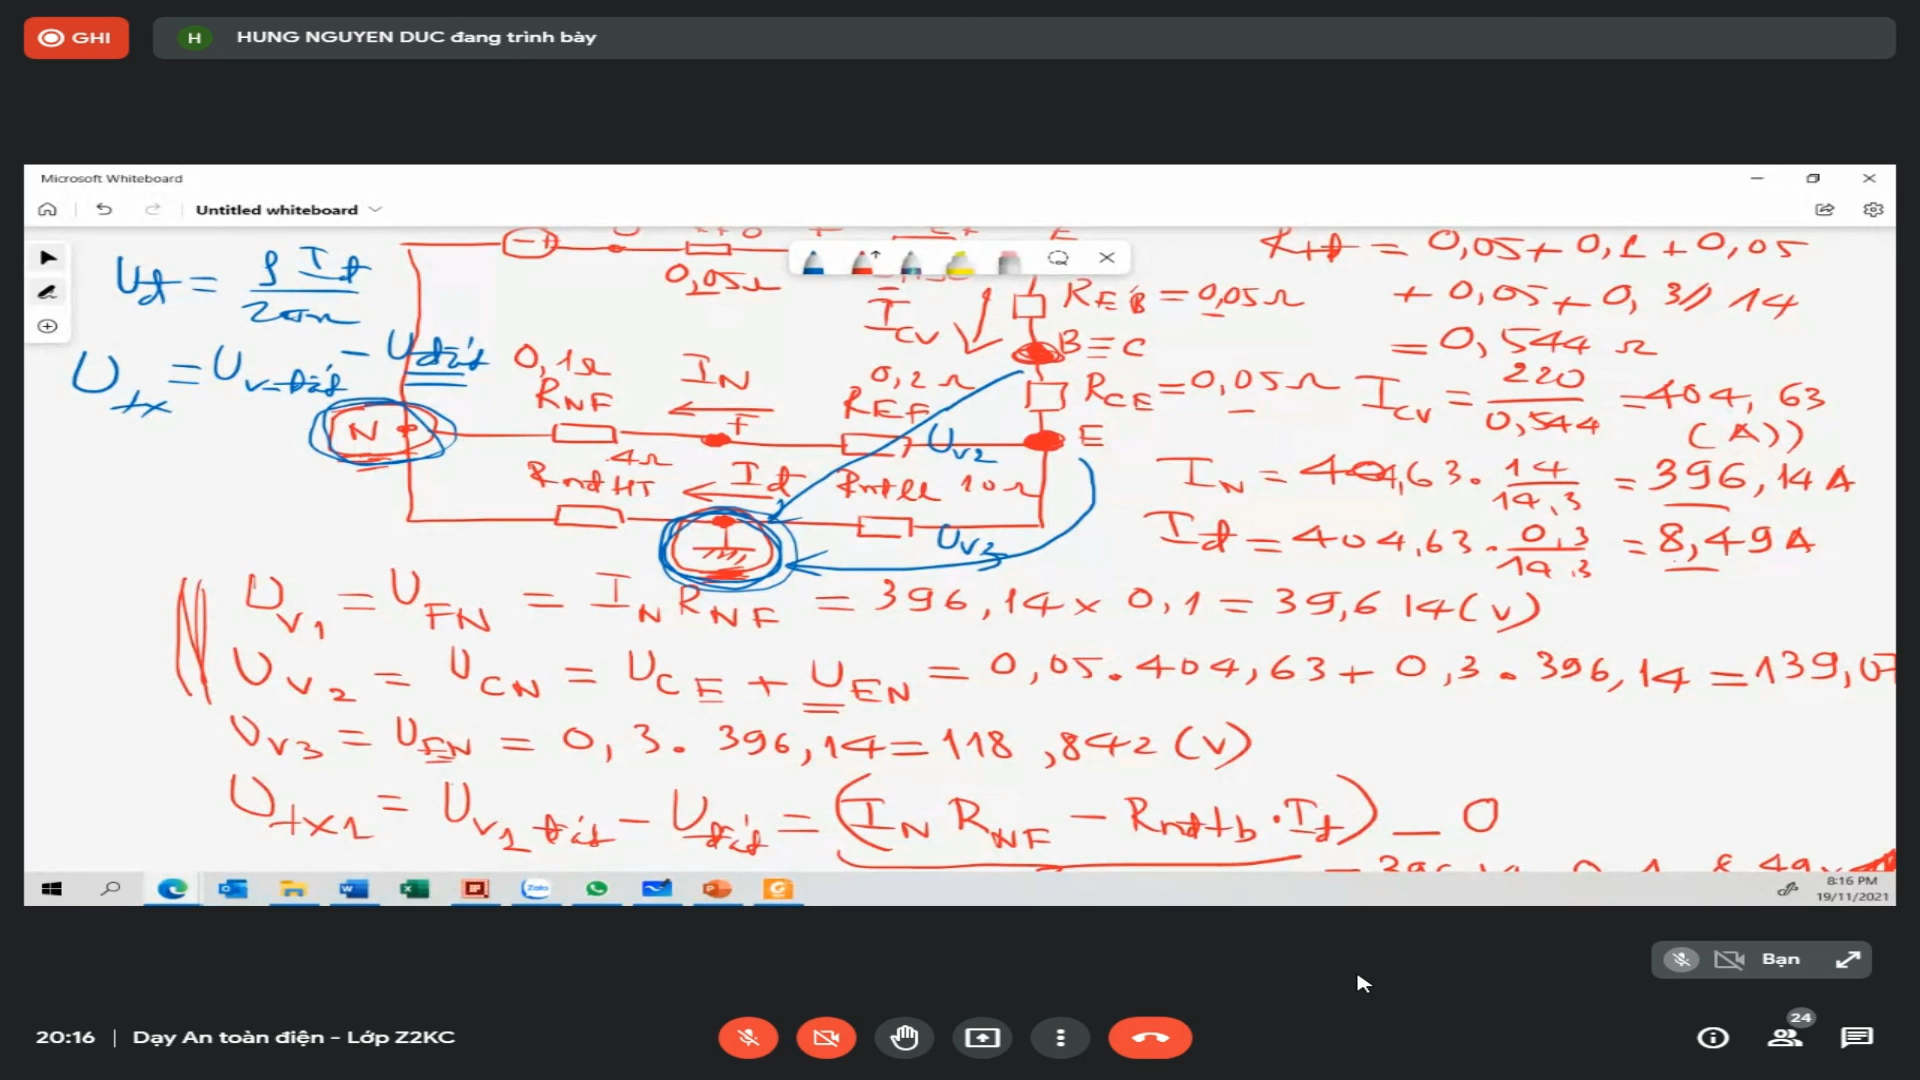 GHI
H HUNG NGUYEN DUC đang trình bày
Microsoft Whiteboard
Untitled whiteboard
Uđ = ρ Iđ
2πr
Utx = Uv-đất - Uđất
0,05Ω
ICV
REB = 0,05Ω
B ≡ C
RCE = 0,05Ω
0,1Ω
RNF
IN
0,2Ω
REF
N
F
Uv2
E
4Ω
RnđHT
Iđ
Rnđll 10Ω
Uv3
Rtđ = 0,05 + 0,1 + 0,05
+ 0,05 + 0,3 // 14
= 0,544 Ω
ICV = 220 / 0,544 = 404,63
(A))
IN = 404,63 . 14 / 14,3 = 396,14 A
Iđ = 404,63 . 0,3 / 14,3 = 8,49 A
Uv1 = UFN = IN RNF = 396,14 x 0,1 = 39,614 (V)
Uv2 = UCN = UCE + UEN = 0,05 . 404,63 + 0,3 . 396,14 = 139,07
Uv3 = UEN = 0,3 . 396,14 = 118,842 (V)
Utx1 = Uv1 đất - Uđất = (IN RNF - Rnđtb . Iđ) - 0
Zalo
8:16 PM
19/11/2021
Bạn
20:16 | Dạy An toàn điện - Lớp Z2KC
24